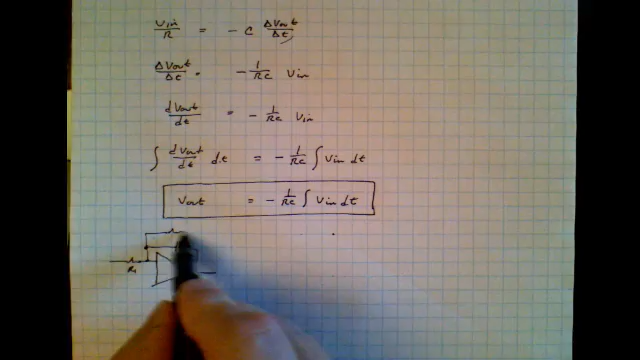 Vin/R = -C ΔVout/Δt
ΔVout/Δt = -1/RC Vin
dVout/dt = -1/RC Vin
∫ dVout/dt dt = -1/RC ∫ Vin dt
Vout = -1/RC ∫ Vin dt
R1